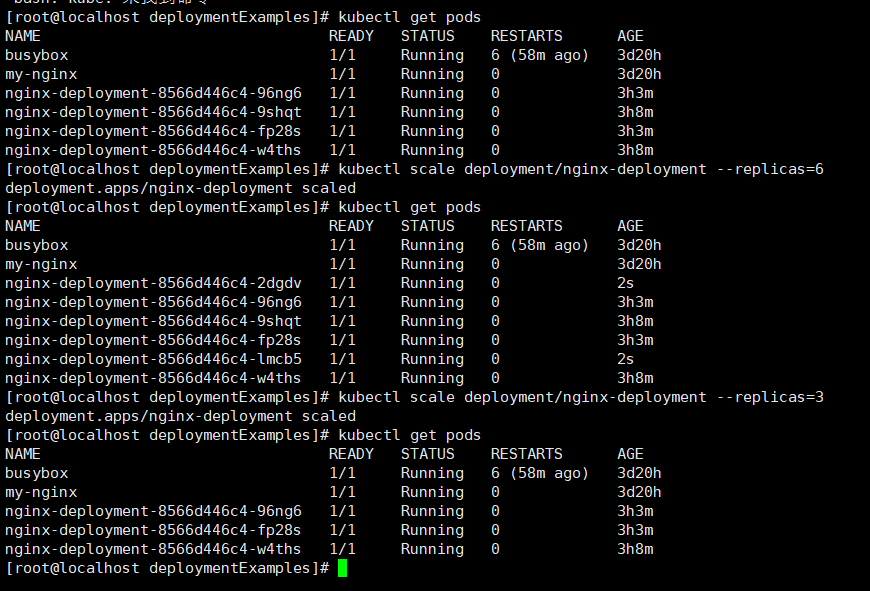 bash: kube: 未找到命令
[root@localhost deploymentExamples]# kubectl get pods
NAME READY STATUS RESTARTS AGE
busybox 1/1 Running 6 (58m ago) 3d20h
my-nginx 1/1 Running 0 3d20h
nginx-deployment-8566d446c4-96ng6 1/1 Running 0 3h3m
nginx-deployment-8566d446c4-9shqt 1/1 Running 0 3h8m
nginx-deployment-8566d446c4-fp28s 1/1 Running 0 3h3m
nginx-deployment-8566d446c4-w4ths 1/1 Running 0 3h8m
[root@localhost deploymentExamples]# kubectl scale deployment/nginx-deployment --replicas=6
deployment.apps/nginx-deployment scaled
[root@localhost deploymentExamples]# kubectl get pods
NAME READY STATUS RESTARTS AGE
busybox 1/1 Running 6 (58m ago) 3d20h
my-nginx 1/1 Running 0 3d20h
nginx-deployment-8566d446c4-2dgdv 1/1 Running 0 2s
nginx-deployment-8566d446c4-96ng6 1/1 Running 0 3h3m
nginx-deployment-8566d446c4-9shqt 1/1 Running 0 3h8m
nginx-deployment-8566d446c4-fp28s 1/1 Running 0 3h3m
nginx-deployment-8566d446c4-lmcb5 1/1 Running 0 2s
nginx-deployment-8566d446c4-w4ths 1/1 Running 0 3h8m
[root@localhost deploymentExamples]# kubectl scale deployment/nginx-deployment --replicas=3
deployment.apps/nginx-deployment scaled
[root@localhost deploymentExamples]# kubectl get pods
NAME READY STATUS RESTARTS AGE
busybox 1/1 Running 6 (58m ago) 3d20h
my-nginx 1/1 Running 0 3d20h
nginx-deployment-8566d446c4-96ng6 1/1 Running 0 3h3m
nginx-deployment-8566d446c4-fp28s 1/1 Running 0 3h3m
nginx-deployment-8566d446c4-w4ths 1/1 Running 0 3h8m
[root@localhost deploymentExamples]#